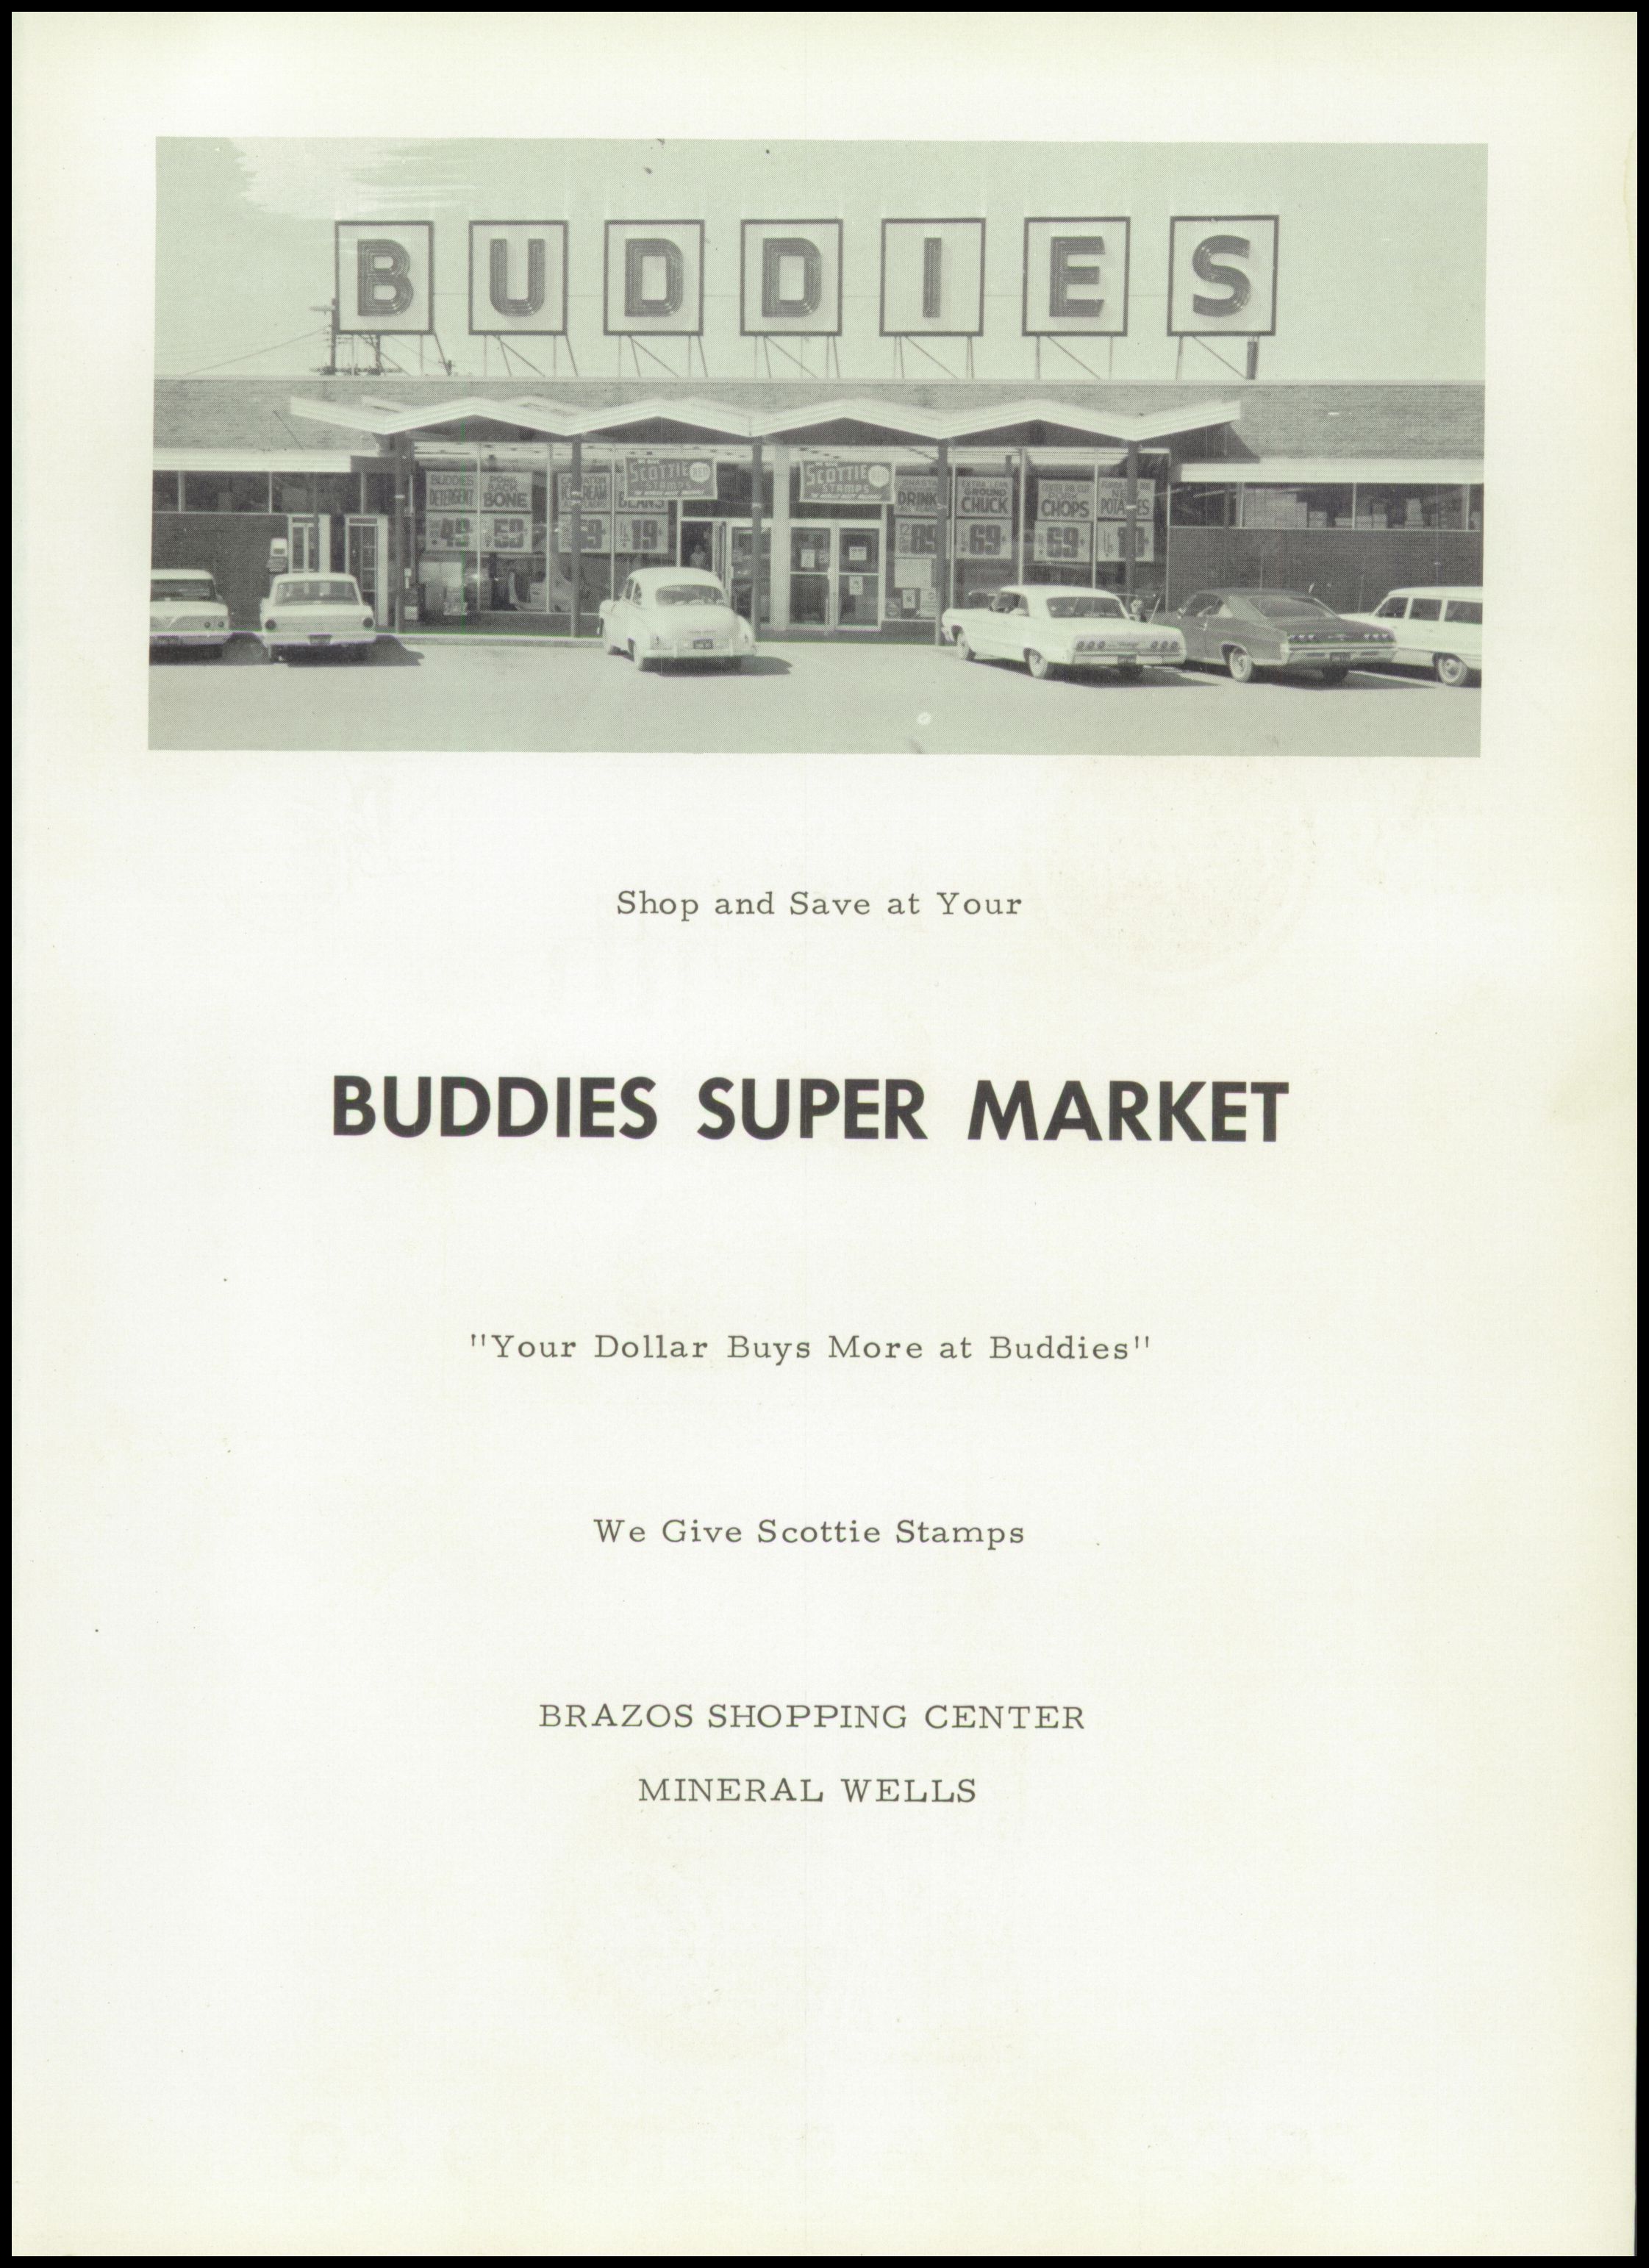 BUDDIES
BUDDIES
DETERGENT
49
BONE
59
59
BEANS
19
SCOTTIE
STAMPS
SCOTTIE
STAMPS
DRINK
89
GROUND
CHUCK
69
CHOPS
69
Shop and Save at Your
BUDDIES SUPER MARKET
"Your Dollar Buys More at Buddies"
We Give Scottie Stamps
BRAZOS SHOPPING CENTER
MINERAL WELLS